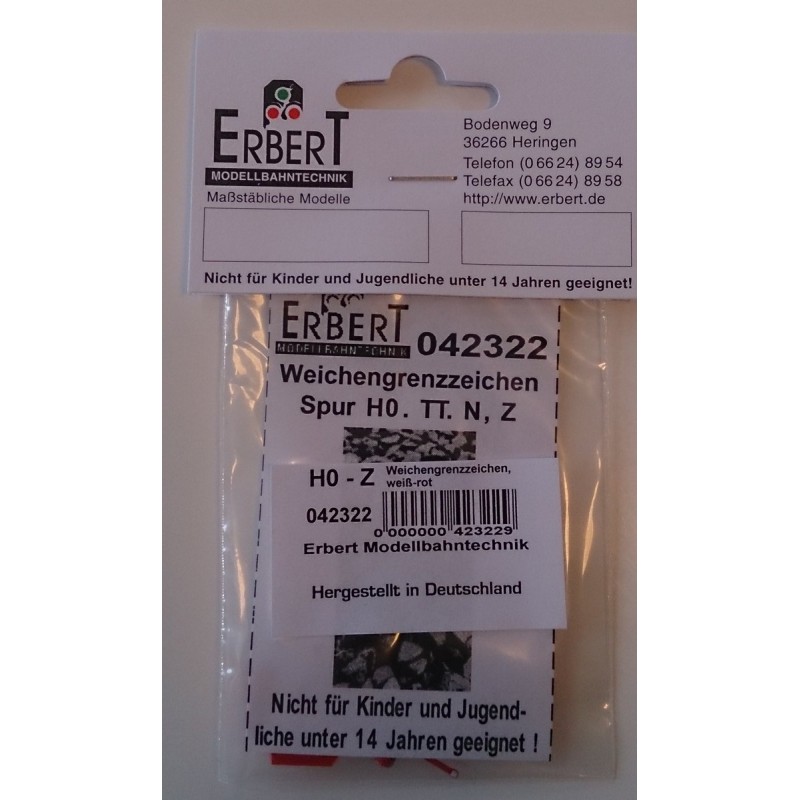 ERBERT
MODELLBAHNTECHNIK
Maßstäbliche Modelle
Bodenweg 9
36266 Heringen
Telefon (0 66 24) 89 54
Telefax (0 66 24) 89 58
http://www.erbert.de
Nicht für Kinder und Jugendliche unter 14 Jahren geeignet!
ERBERT
MODELLBAHNTECHNIK
042322
Weichengrenzzeichen
Spur H0. TT. N, Z
H0 - Z
Weichengrenzzeichen,
weiß-rot
042322
0 000000 423229
Erbert Modellbahntechnik
Hergestellt in Deutschland
Nicht für Kinder und Jugend-
liche unter 14 Jahren geeignet !